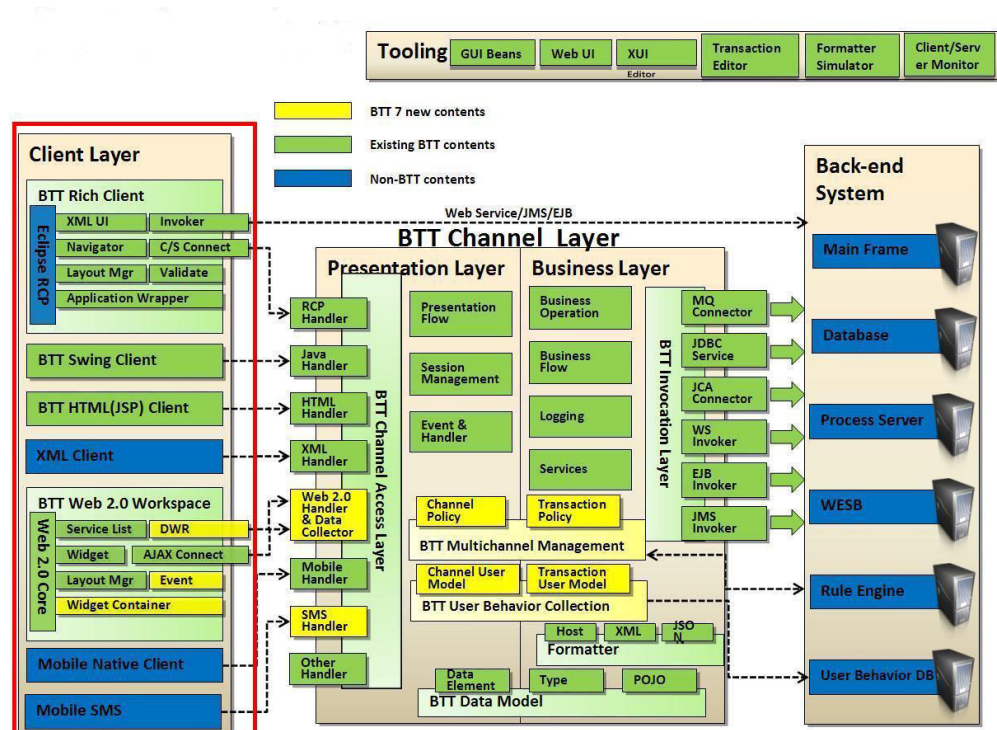 Tooling
GUI Beans
Web UI
XUI
Editor
Transaction
Editor
Formatter
Simulator
Client/Serv
er Monitor
BTT 7 new contents
Existing BTT contents
Non-BTT contents
Client Layer
BTT Rich Client
Eclipse RCP
XML UI
Invoker
Navigator
C/S Connect
Layout Mgr
Validate
Application Wrapper
BTT Swing Client
BTT HTML(JSP) Client
XML Client
BTT Web 2.0 Workspace
Web 2.0 Core
Service List
DWR
Widget
AJAX Connect
Layout Mgr
Event
Widget Container
Mobile Native Client
Mobile SMS
Web Service/JMS/EJB
BTT Channel Layer
Presentation Layer
Business Layer
RCP
Handler
Java
Handler
HTML
Handler
XML
Handler
Web 2.0
Handler
& Data
Collector
Mobile
Handler
SMS
Handler
Other
Handler
BTT Channel Access Layer
Presentation
Flow
Session
Management
Event &
Handler
Business
Operation
Business
Flow
Logging
Services
Channel
Policy
Transaction
Policy
BTT Multichannel Management
Channel User
Model
Transaction
User Model
BTT User Behavior Collection
Host
XML
JSO
N
Formatter
Data
Element
Type
POJO
BTT Data Model
BTT Invocation Layer
MQ
Connector
JDBC
Service
JCA
Connector
WS
Invoker
EJB
Invoker
JMS
Invoker
Back-end
System
Main Frame
Database
Process Server
WESB
Rule Engine
User Behavior DB